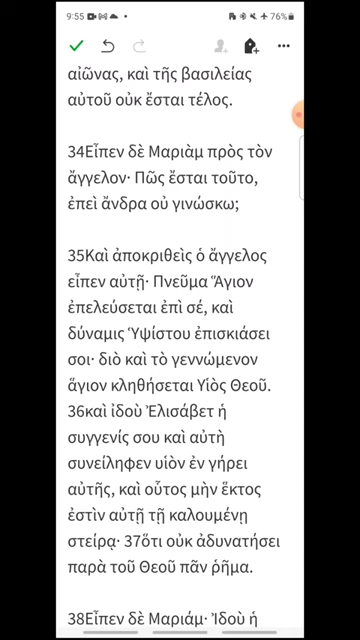 9:55
76%
αἰῶνας, καὶ τῆς βασιλείας
αὐτοῦ οὐκ ἔσται τέλος.
34Εἶπεν δὲ Μαριὰμ πρὸς τὸν
ἄγγελον· Πῶς ἔσται τοῦτο,
ἐπεὶ ἄνδρα οὐ γινώσκω;
35Καὶ ἀποκριθεὶς ὁ ἄγγελος
εἶπεν αὐτῇ· Πνεῦμα Ἅγιον
ἐπελεύσεται ἐπὶ σέ, καὶ
δύναμις Ὑψίστου ἐπισκιάσει
σοι· διὸ καὶ τὸ γεννώμενον
ἅγιον κληθήσεται Υἱὸς Θεοῦ.
36καὶ ἰδοὺ Ἐλισάβετ ἡ
συγγενίς σου καὶ αὐτὴ
συνείληφεν υἱὸν ἐν γήρει
αὐτῆς, καὶ οὗτος μὴν ἕκτος
ἐστὶν αὐτῇ τῇ καλουμένῃ
στείρᾳ· 37ὅτι οὐκ ἀδυνατήσει
παρὰ τοῦ Θεοῦ πᾶν ῥῆμα.
38Εἶπεν δὲ Μαριάμ· Ἰδοὺ ἡ